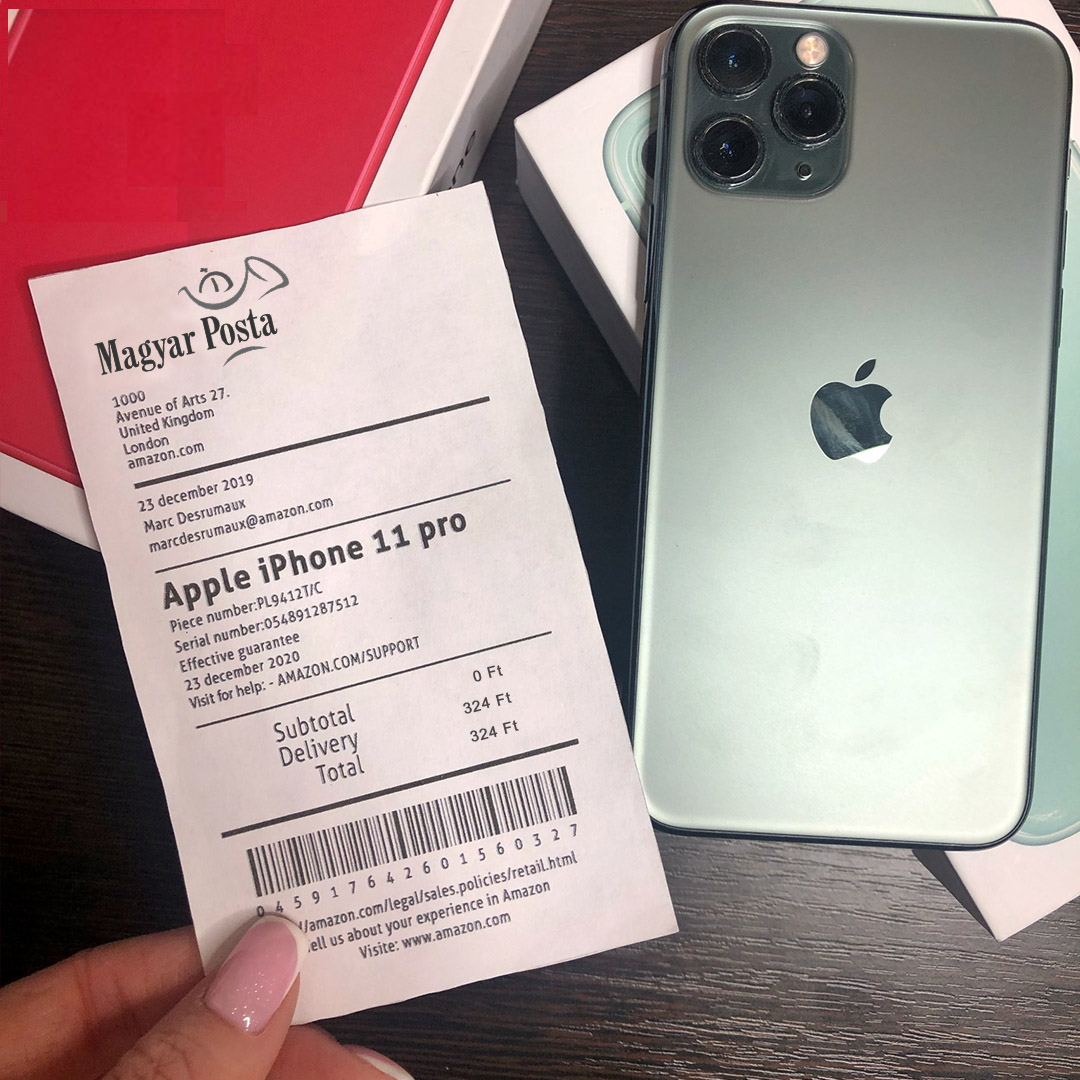 Magyar Posta
1000
Avenue of Arts 27.
United Kingdom
London
amazon.com
23 december 2019
Marc Desrumaux
marcdesrumaux@amazon.com
Apple iPhone 11 pro
Piece number:PL9412T/C
Serial number:054891287512
Effective guarantee
23 december 2020
Visit for help: - AMAZON.COM/SUPPORT
Subtotal 0 Ft
Delivery 324 Ft
Total 324 Ft
0 4 5 9 1 7 6 4 2 6 0 1 5 6 0 3 2 7
//amazon.com/legal/sales.policies/retail.html
ell us about your experience in Amazon
Visite: www.amazon.com